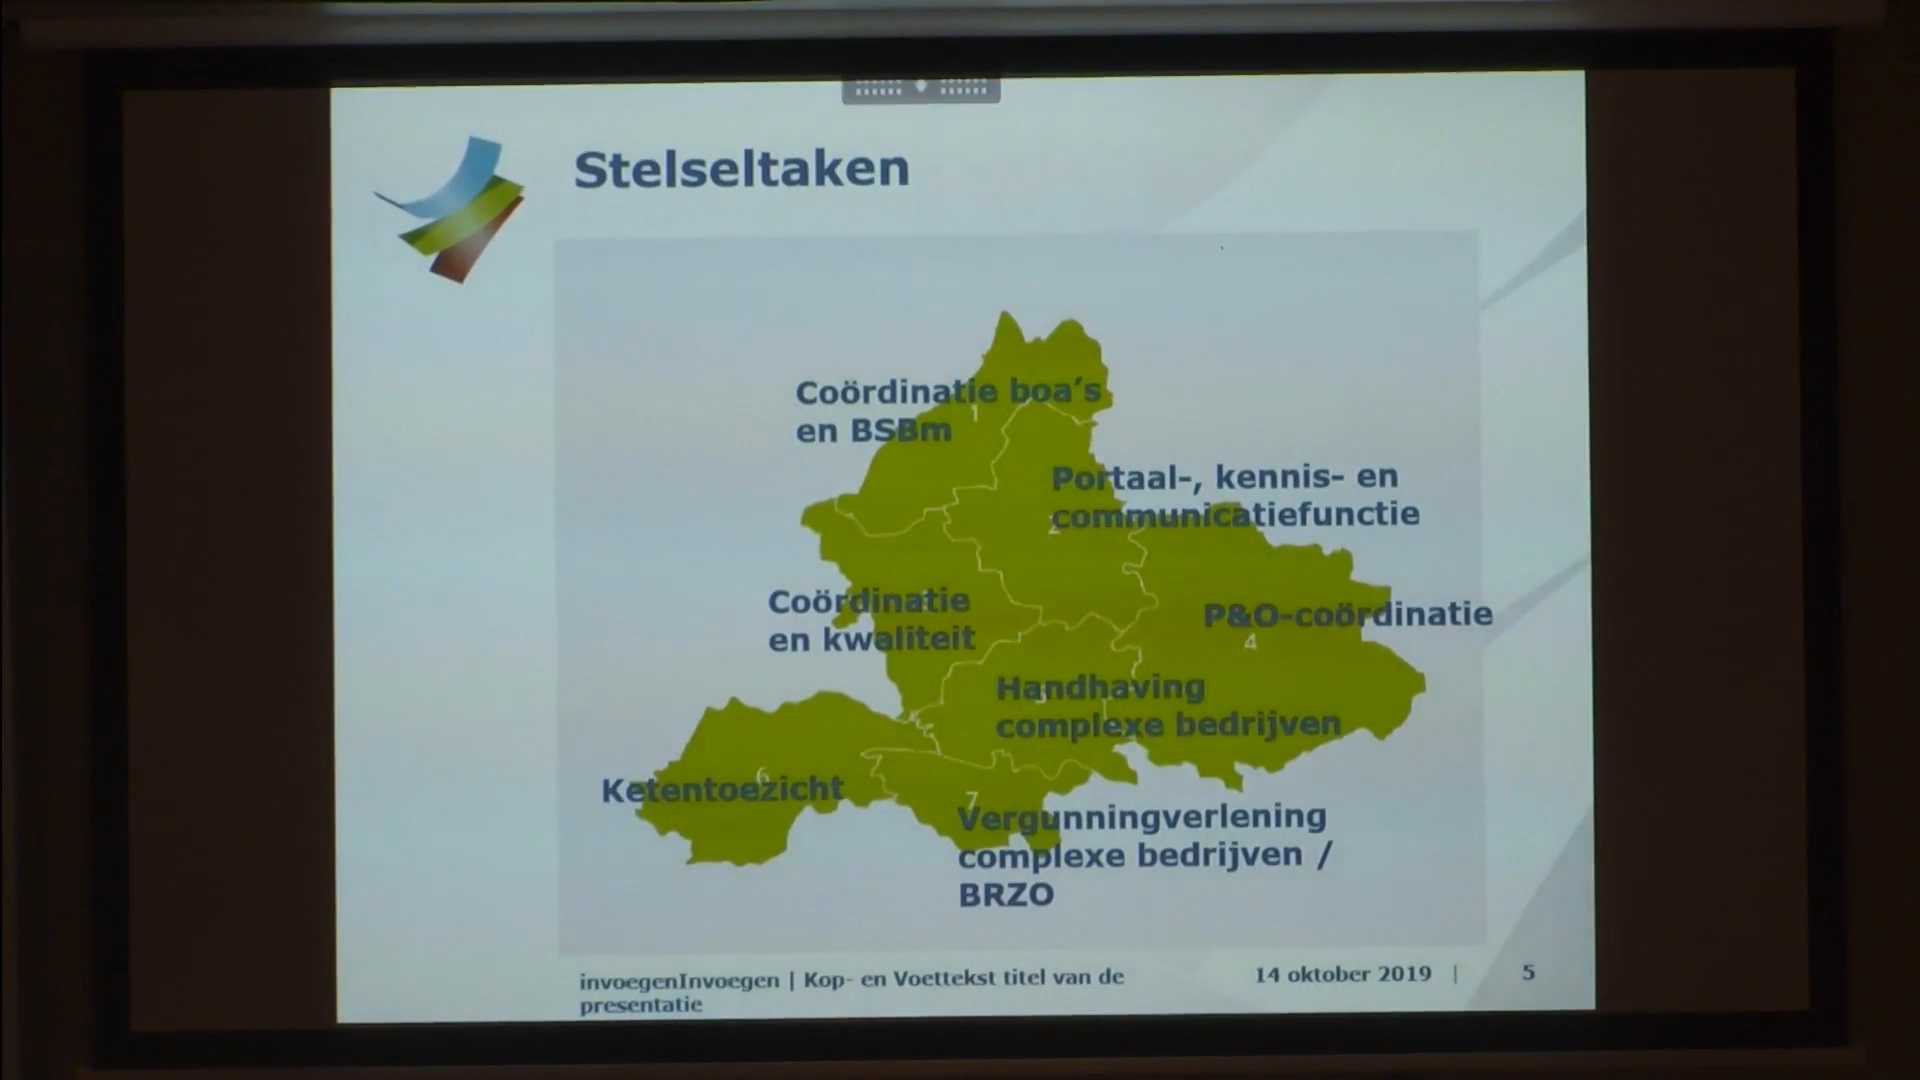 Stelseltaken
Coördinatie boa's
1
en BSBm
Portaal-, kennis- en
communicatiefunctie
2
Coördinatie
en kwaliteit
P&O-coördinatie
4
Handhaving
complexe bedrijven
6
Ketentoezicht
7
Vergunningverlening
complexe bedrijven /
BRZO
invoegenInvoegen | Kop- en Voettekst titel van de
presentatie
14 oktober 2019 |
5